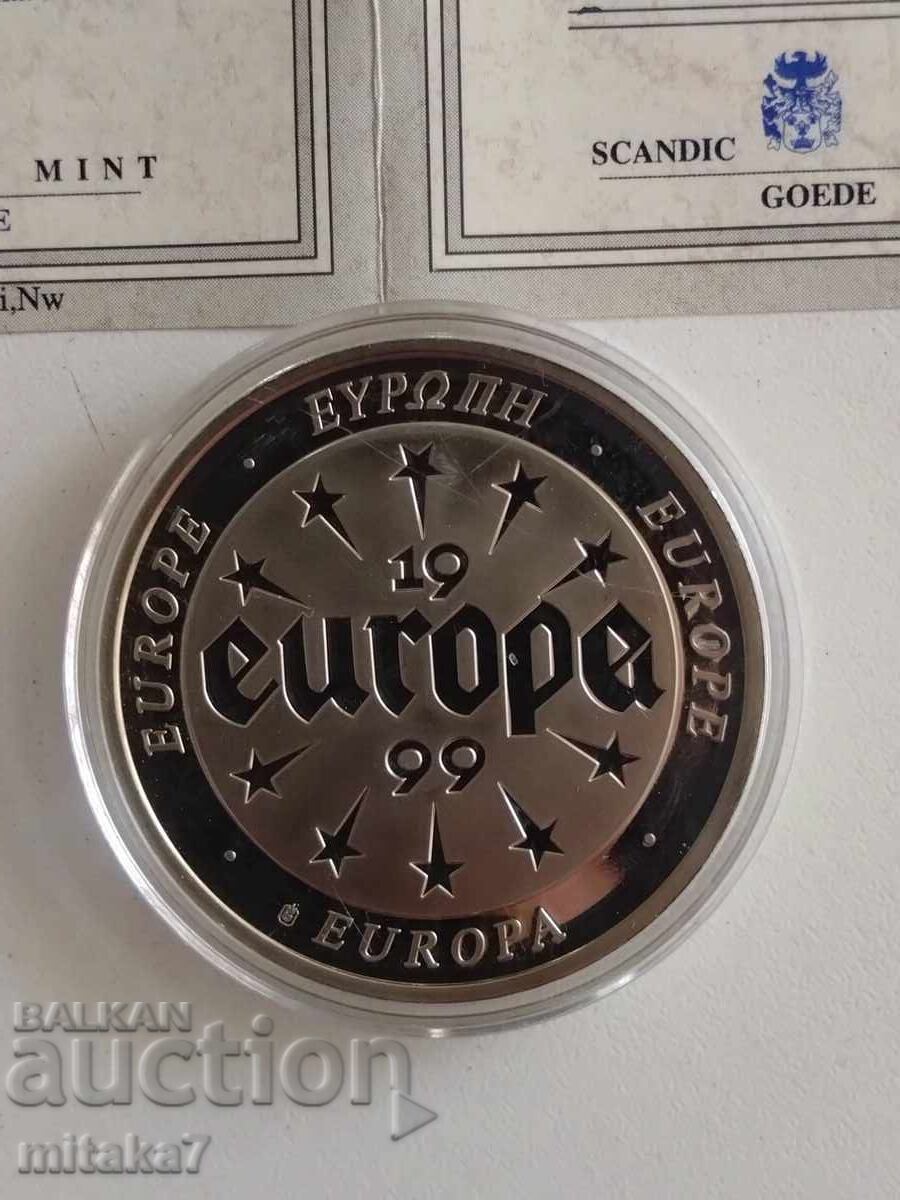 MINT
E
i,Nw
SCANDIC
GOEDE
ΕΥΡΩΠΗ
EUROPE
EUROPE
19
europa
99
EUROPA
BALKAN
auction
mitaka7